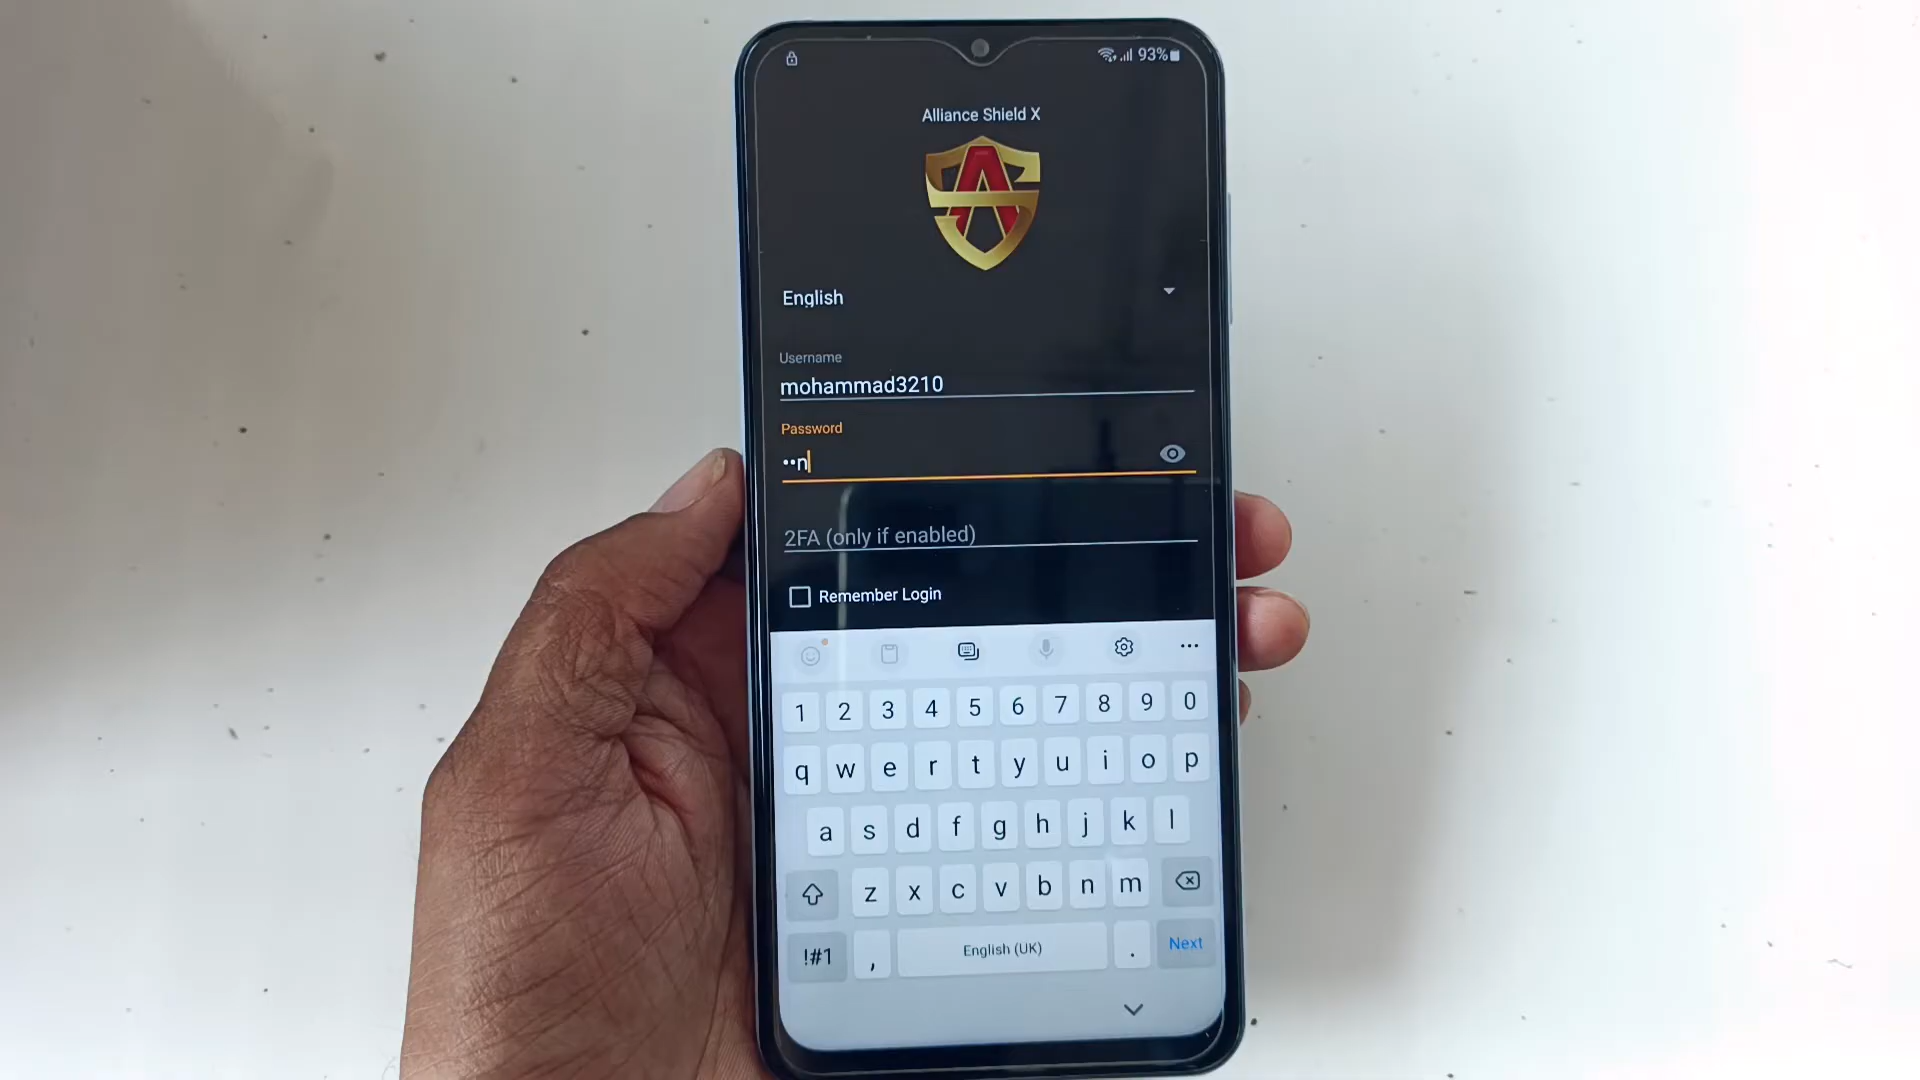 93%
Alliance Shield X
English
Username
mohammad3210
Password
••n
2FA (only if enabled)
Remember Login
1 2 3 4 5 6 7 8 9 0
q w e r t y u i o p
a s d f g h j k l
z x c v b n m
!#1 , English (UK) . Next